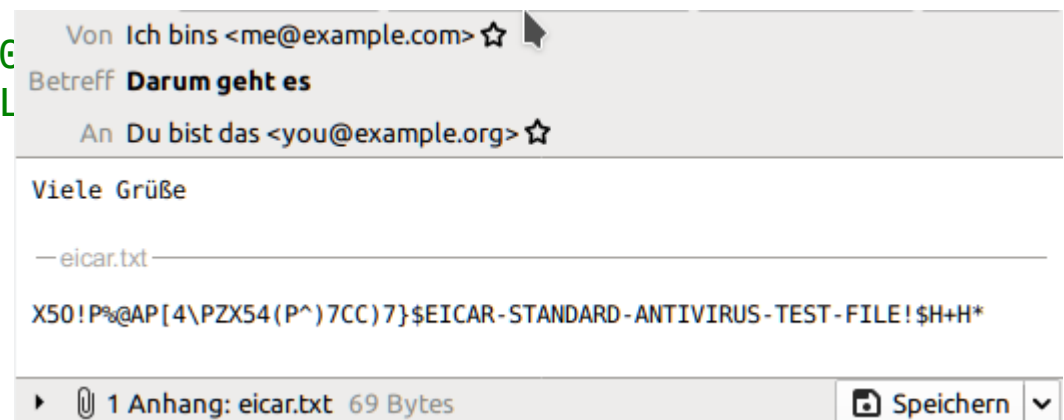 Von Ich bins <me@example.com>
Betreff Darum geht es
An Du bist das <you@example.org>
Viele Grüße
eicar.txt
X5O!P%@AP[4\PZX54(P^)7CC)7}$EICAR-STANDARD-ANTIVIRUS-TEST-FILE!$H+H*
1 Anhang: eicar.txt 69 Bytes
Speichern